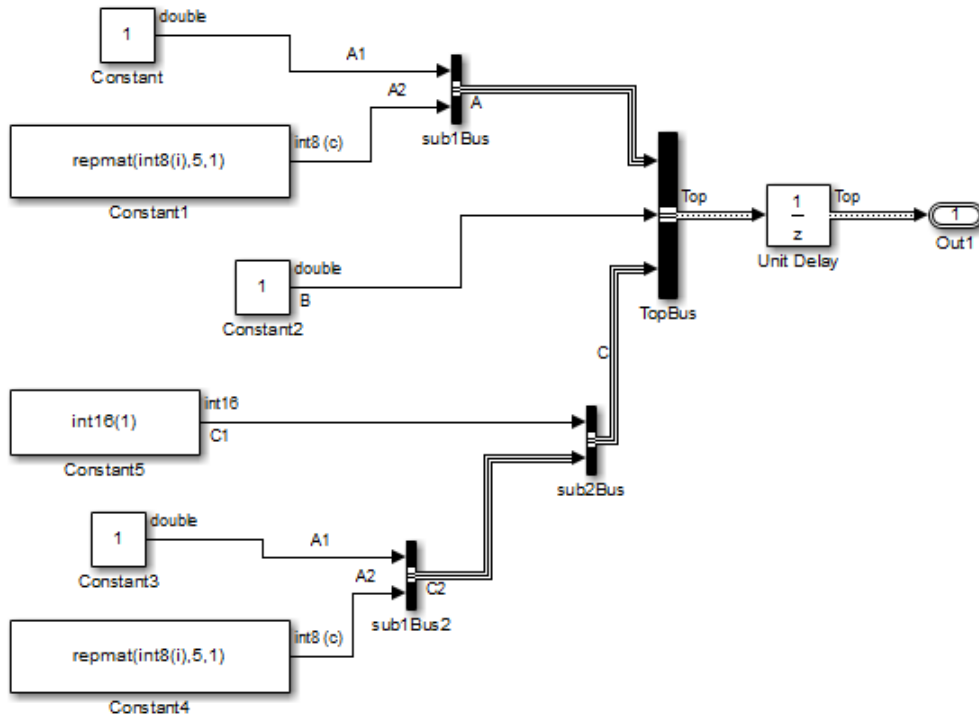 double
1
A1
Constant
A2
A
sub1Bus
int8 (c)
repmat(int8(i),5,1)
Constant1
Top
1
z
Top
1
Out1
Unit Delay
double
1
B
Constant2
TopBus
C
int16
int16(1)
C1
Constant5
sub2Bus
double
1
A1
Constant3
A2
C2
sub1Bus2
int8 (c)
repmat(int8(i),5,1)
Constant4